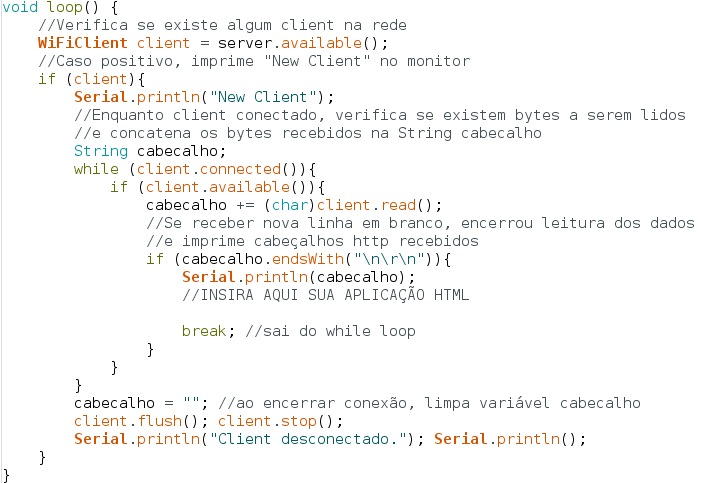 void loop() {
    //Verifica se existe algum client na rede
    WiFiClient client = server.available();
    //Caso positivo, imprime "New Client" no monitor
    if (client){
        Serial.println("New Client");
        //Enquanto client conectado, verifica se existem bytes a serem lidos
        //e concatena os bytes recebidos na String cabecalho
        String cabecalho;
        while (client.connected()){
            if (client.available()){
                cabecalho += (char)client.read();
                //Se receber nova linha em branco, encerrou leitura dos dados
                //e imprime cabeçalhos http recebidos
                if (cabecalho.endsWith("\n\r\n")){
                    Serial.println(cabecalho);
                    //INSIRA AQUI SUA APLICAÇÃO HTML

                    break; //sai do while loop
                }
            }
        }
        cabecalho = ""; //ao encerrar conexão, limpa variável cabecalho
        client.flush(); client.stop();
        Serial.println("Client desconectado."); Serial.println();
    }
}